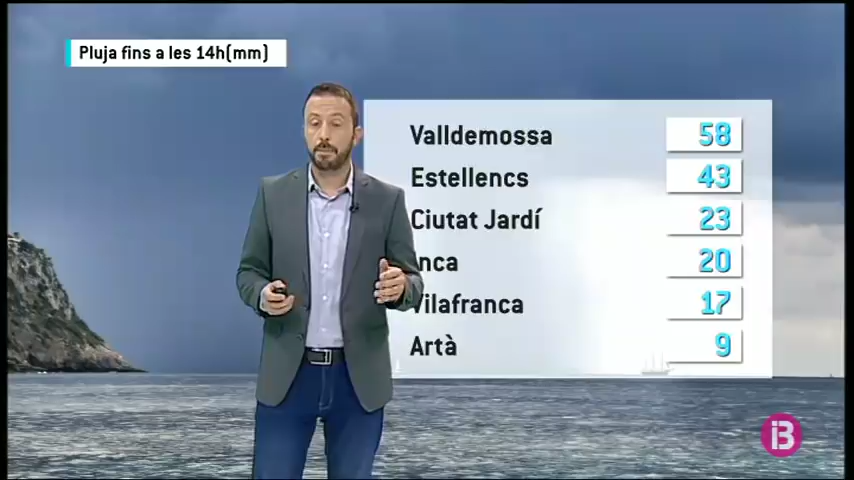 Pluja fins a les 14h(mm)
Valldemossa 58
Estellencs 43
Ciutat Jardí 23
nca 20
Vilafranca 17
Artà 9
iB